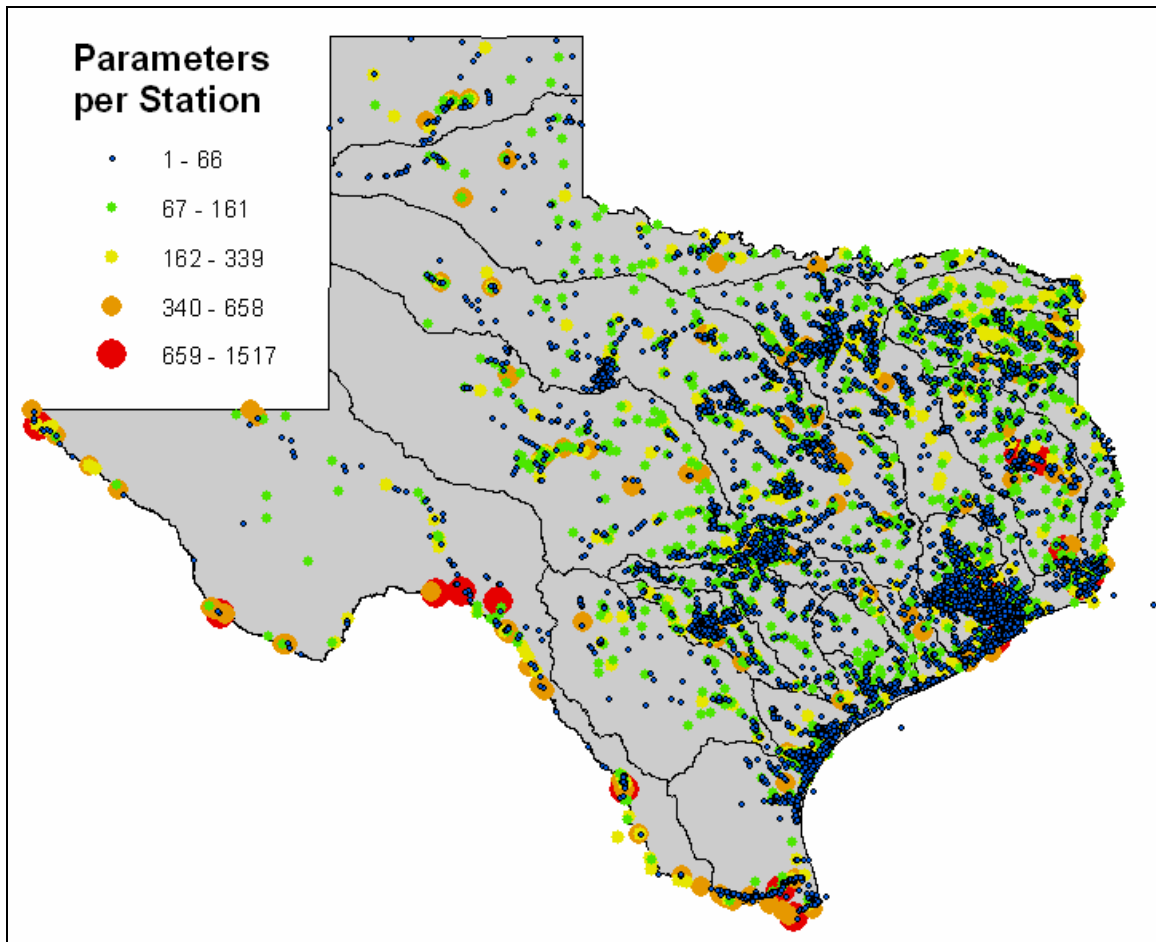 Parameters
per Station
1 - 66
67 - 161
162 - 339
340 - 658
659 - 1517